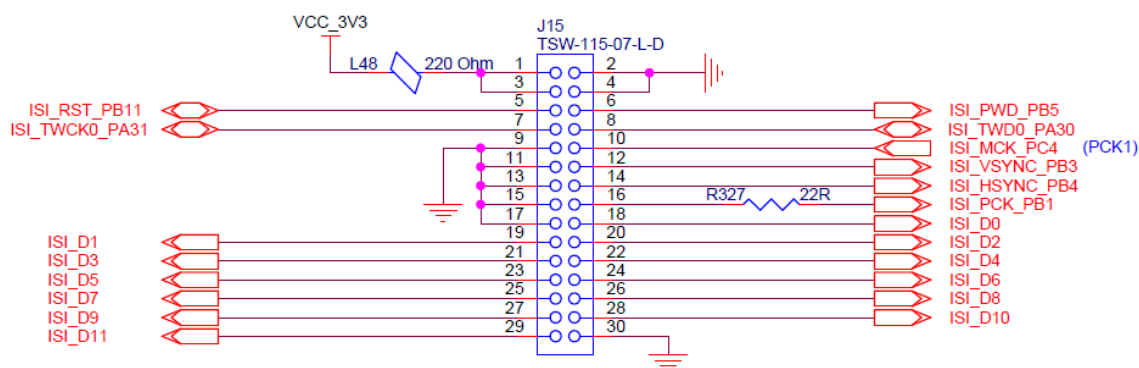 VCC_3V3
J15
TSW-115-07-L-D
L48 220 Ohm 1 2
3 4
ISI_RST_PB11 5 6 ISI_PWD_PB5
ISI_TWCK0_PA31 7 8 ISI_TWD0_PA30
9 10 ISI_MCK_PC4 (PCK1)
11 12 ISI_VSYNC_PB3
13 14 ISI_HSYNC_PB4
15 16 R327 22R ISI_PCK_PB1
17 18 ISI_D0
ISI_D1 19 20 ISI_D2
ISI_D3 21 22 ISI_D4
ISI_D5 23 24 ISI_D6
ISI_D7 25 26 ISI_D8
ISI_D9 27 28 ISI_D10
ISI_D11 29 30